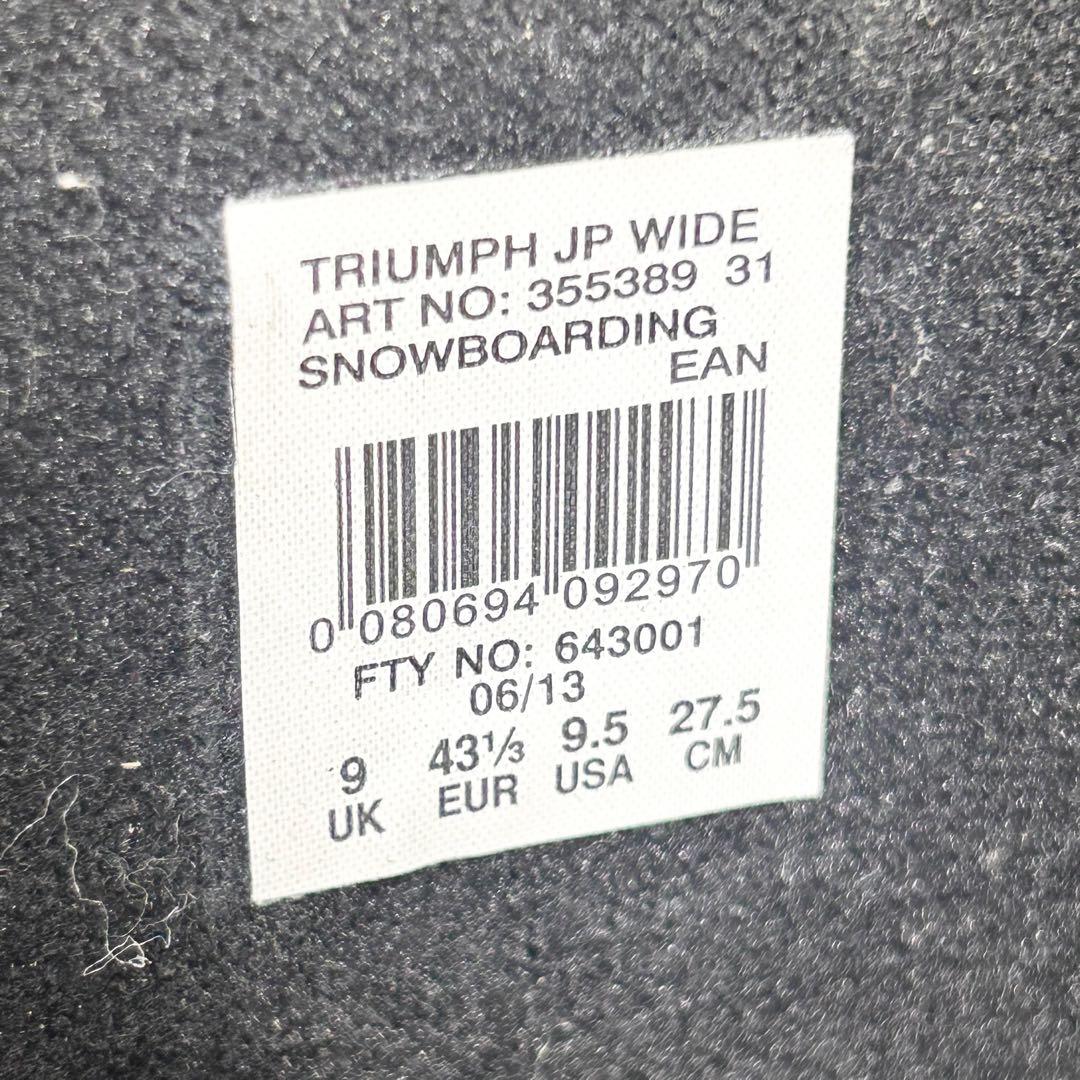 TRIUMPH JP WIDE
ART NO: 355389 31
SNOWBOARDING
EAN
0 080694 092970
FTY NO: 643001
06/13
9 43⅓ 9.5 27.5
UK EUR USA CM